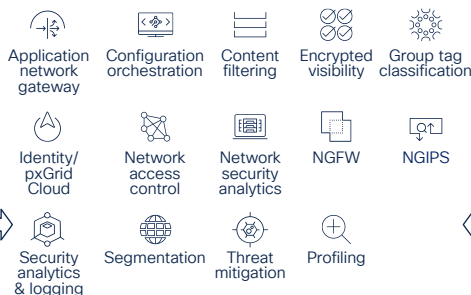 Application
network
gateway
Configuration
orchestration
Content
filtering
Encrypted
visibility
Group tag
classification
Identity/
pxGrid
Cloud
Network
access
control
Network
security
analytics
NGFW
NGIPS
Security
analytics
& logging
Segmentation
Threat
mitigation
Profiling